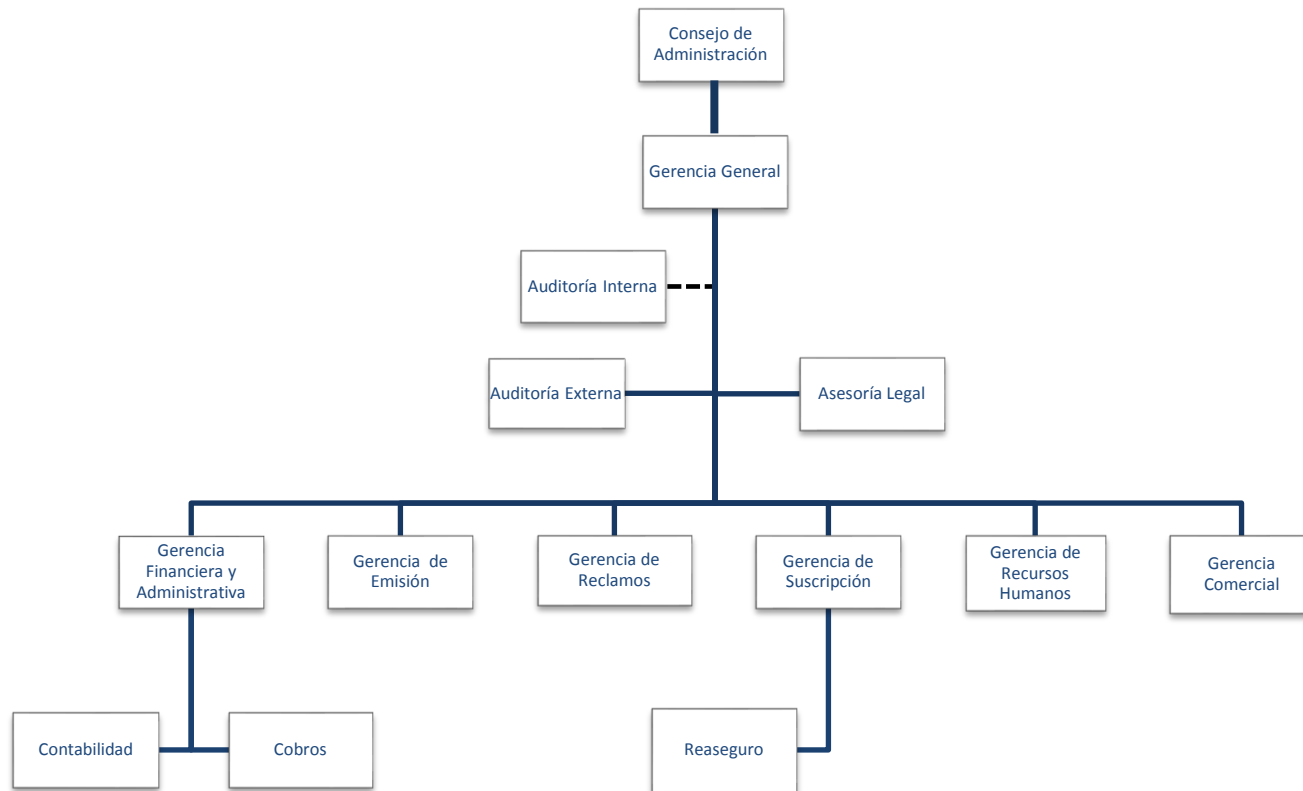 Consejo de
Administración
Gerencia General
Auditoría Interna
Auditoría Externa
Asesoría Legal
Gerencia
Financiera y
Administrativa
Gerencia de
Emisión
Gerencia de
Reclamos
Gerencia de
Suscripción
Gerencia de
Recursos
Humanos
Gerencia
Comercial
Contabilidad
Cobros
Reaseguro